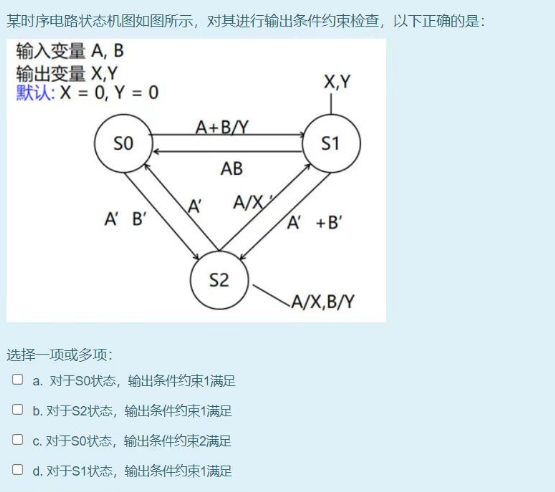 某时序电路状态机图如图所示，对其进行输出条件约束检查，以下正确的是：
输入变量 A, B
输出变量 X,Y
默认: X = 0, Y = 0
X,Y
A+B/Y
S0
S1
AB
A' B'
A'
A/X
A' +B'
S2
A/X,B/Y
选择一项或多项：
a. 对于S0状态，输出条件约束1满足
b. 对于S2状态，输出条件约束1满足
c. 对于S0状态，输出条件约束2满足
d. 对于S1状态，输出条件约束1满足